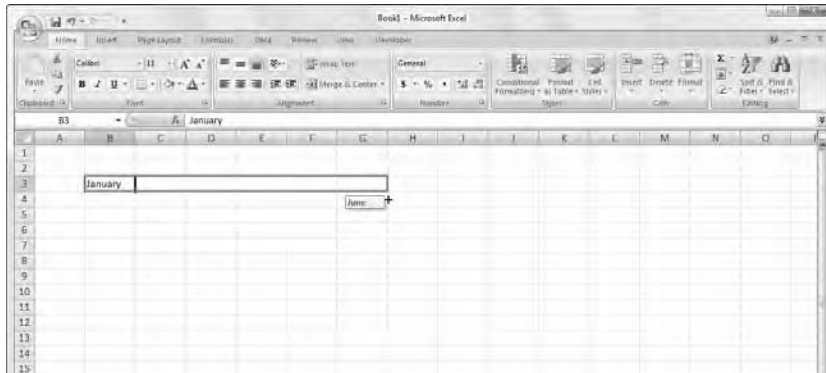 Book1 - Microsoft Excel
Home Insert Page Layout Formulas Data Review View Developer
Calibri 11 A A Wrap Text General Σ
Paste B I U A Merge & Center $ % , Conditional Formatting Format as Table Cell Styles Insert Delete Format Sort & Filter Find & Select
Clipboard Font Alignment Number Styles Cells Editing
B3 fx January
A B C D E F G H I J K L M N O
1
2
3 January
4 June
5
6
7
8
9
10
11
12
13
14
15